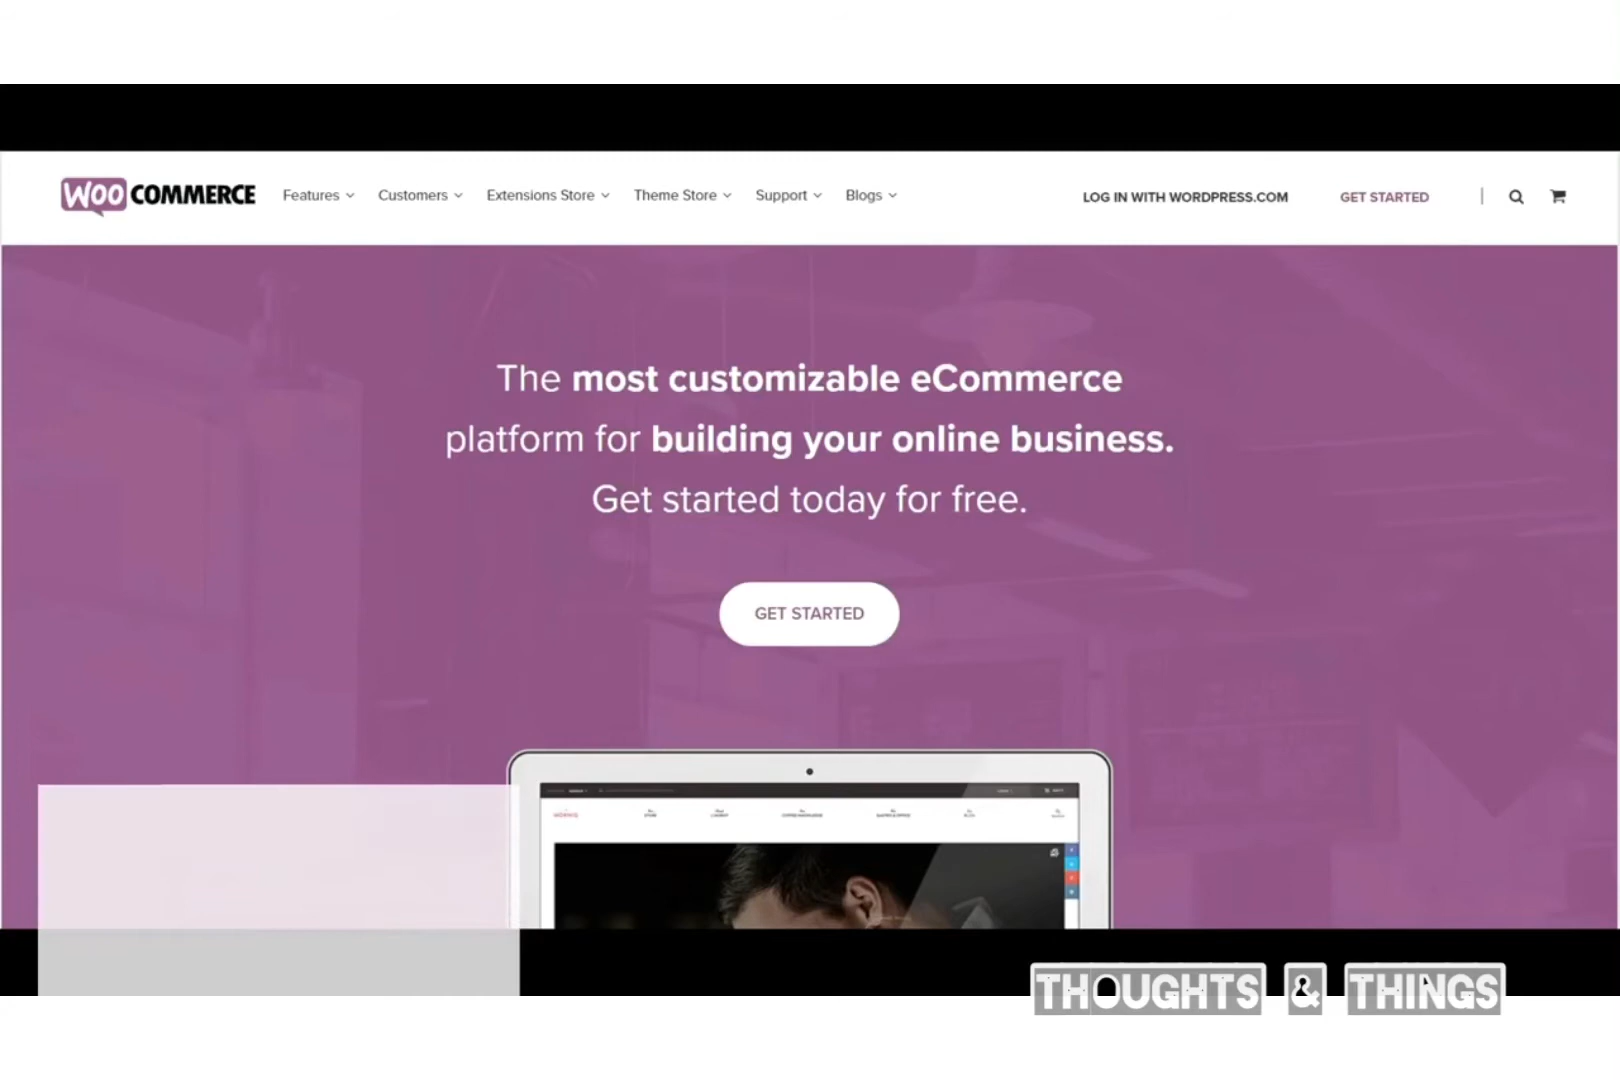 WOO COMMERCE
Features
Customers
Extensions Store
Theme Store
Support
Blogs
LOG IN WITH WORDPRESS.COM
GET STARTED
The most customizable eCommerce
platform for building your online business.
Get started today for free.
GET STARTED
THOUGHTS & THINGS